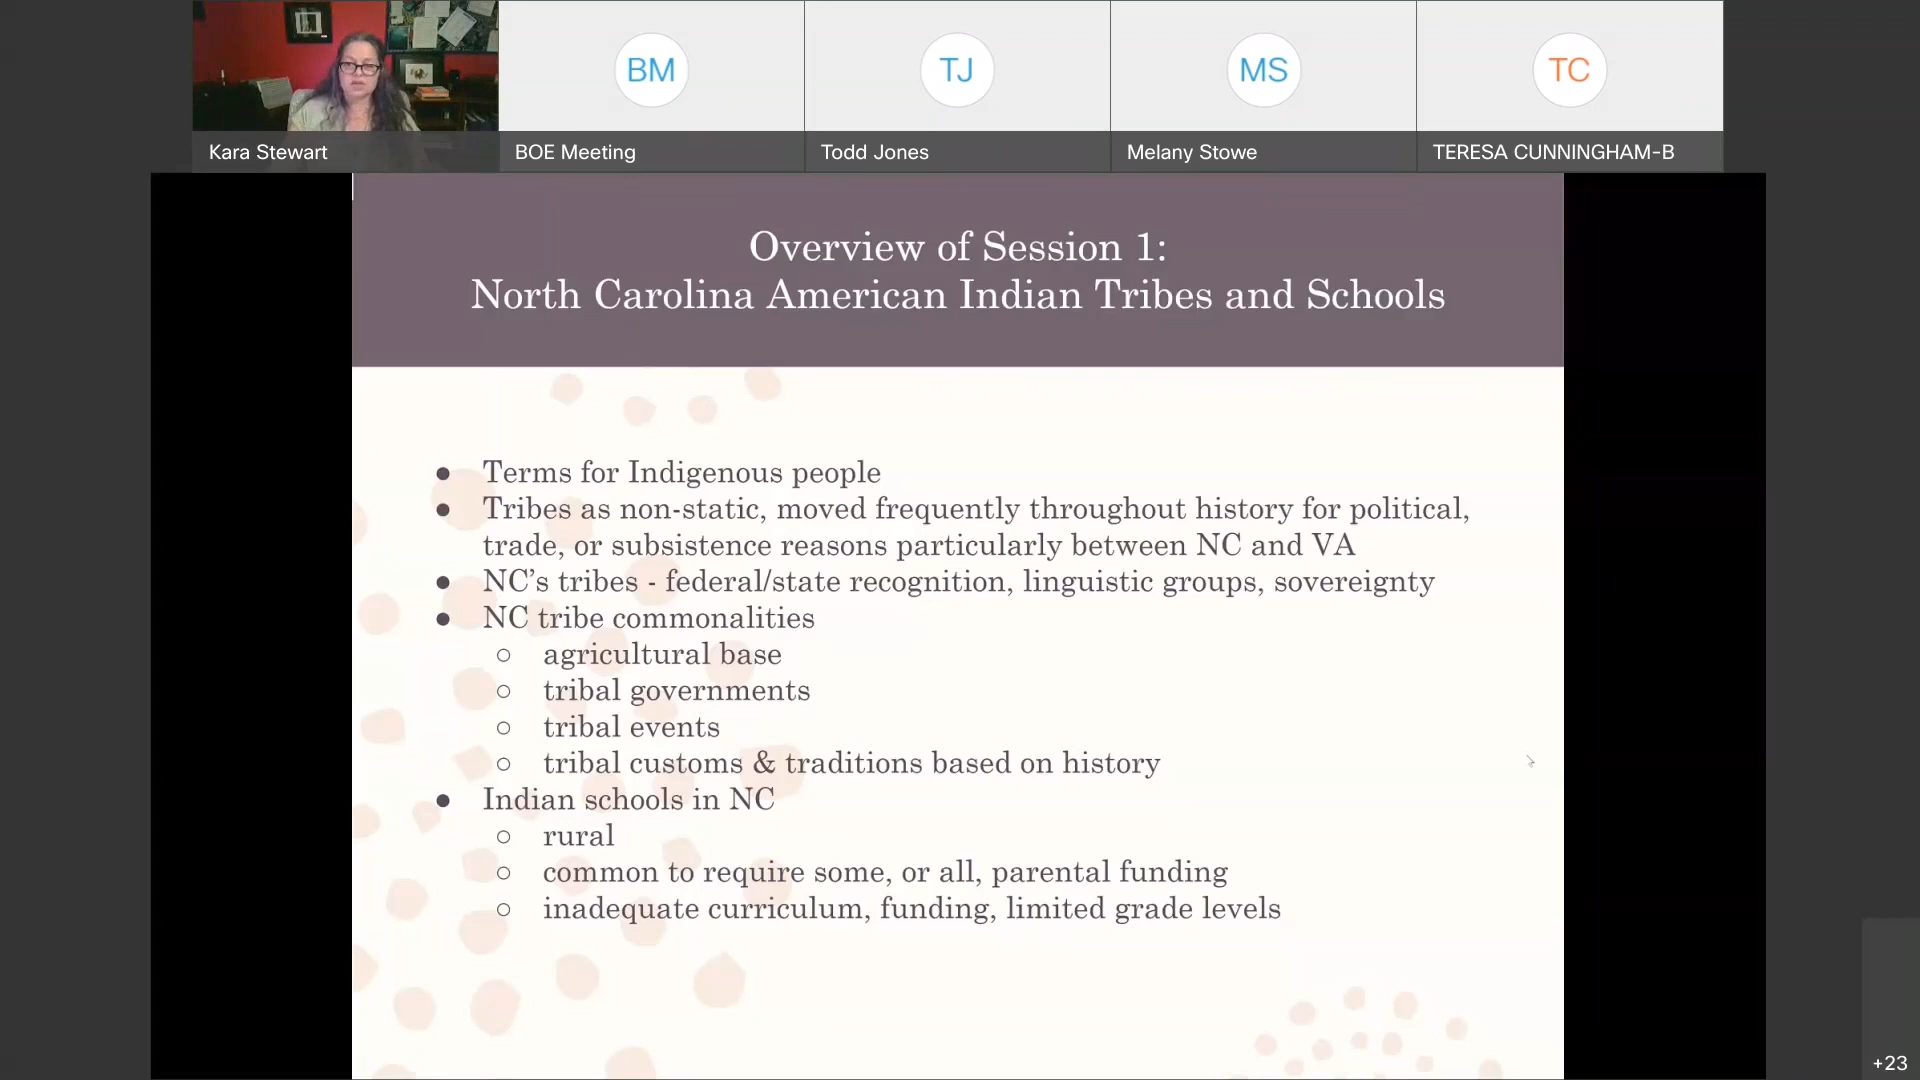 BM
TJ
MS
TC
Kara Stewart
BOE Meeting
Todd Jones
Melany Stowe
TERESA CUNNINGHAM-B
Overview of Session 1:
North Carolina American Indian Tribes and Schools
● Terms for Indigenous people
● Tribes as non-static, moved frequently throughout history for political,
trade, or subsistence reasons particularly between NC and VA
● NC’s tribes - federal/state recognition, linguistic groups, sovereignty
● NC tribe commonalities
○ agricultural base
○ tribal governments
○ tribal events
○ tribal customs & traditions based on history
● Indian schools in NC
○ rural
○ common to require some, or all, parental funding
○ inadequate curriculum, funding, limited grade levels
+23